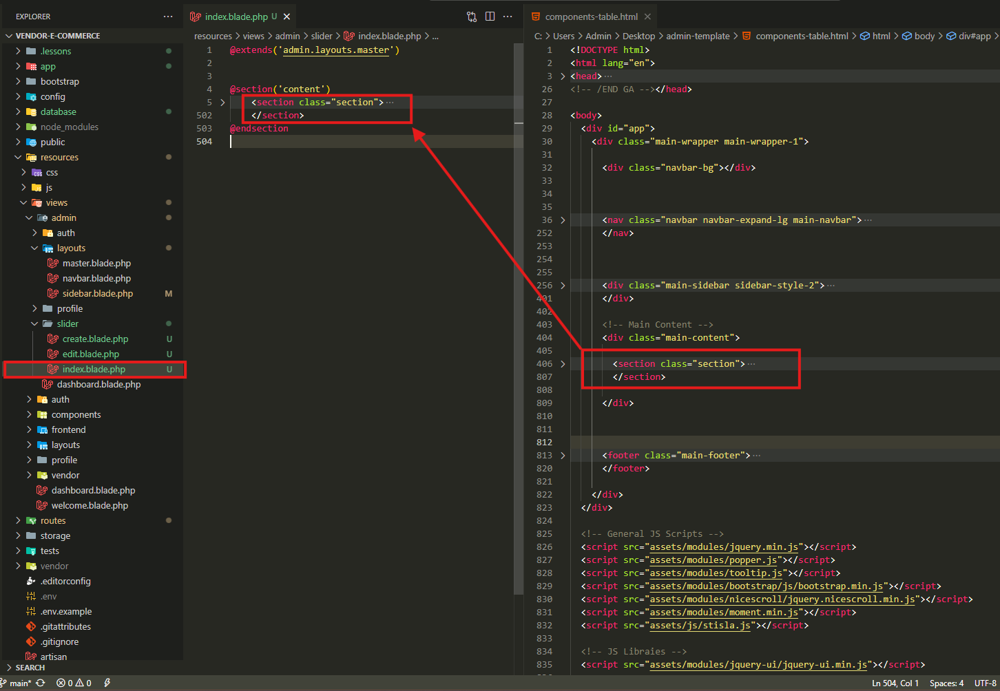 EXPLORER
VENDOR-E-COMMERCE
.lessons
app
bootstrap
config
database
node_modules
public
resources
css
js
views
admin
auth
layouts
master.blade.php
navbar.blade.php
sidebar.blade.php M
profile
slider
create.blade.php U
edit.blade.php U
index.blade.php U
dashboard.blade.php
auth
components
frontend
layouts
profile
vendor
dashboard.blade.php
welcome.blade.php
routes
storage
tests
vendor
.editorconfig
.env
.env.example
.gitattributes
.gitignore
artisan
SEARCH
index.blade.php U
resources > views > admin > slider > index.blade.php > ...
1 @extends('admin.layouts.master')
2
3
4 @section('content')
5 <section class="section"> ...
502 </section>
503 @endsection
504
components-table.html
C: > Users > Admin > Desktop > admin-template > components-table.html > html > body > div#app >
1 <!DOCTYPE html>
2 <html lang="en">
3 <head> ...
26 <!-- /END GA --></head>
27
28 <body>
29 <div id="app">
30 <div class="main-wrapper main-wrapper-1">
31
32 <div class="navbar-bg"></div>
33
34
35
36 <nav class="navbar navbar-expand-lg main-navbar"> ...
252 </nav>
253
254
255
256 <div class="main-sidebar sidebar-style-2"> ...
401 </div>
402
403 <!-- Main Content -->
404 <div class="main-content">
405
406 <section class="section"> ...
807 </section>
808
809 </div>
810
811
812
813 <footer class="main-footer"> ...
820 </footer>
821
822 </div>
823 </div>
824
825 <!-- General JS Scripts -->
826 <script src="assets/modules/jquery.min.js"></script>
827 <script src="assets/modules/popper.js"></script>
828 <script src="assets/modules/tooltip.js"></script>
829 <script src="assets/modules/bootstrap/js/bootstrap.min.js"></script>
830 <script src="assets/modules/nicescroll/jquery.nicescroll.min.js"></script>
831 <script src="assets/modules/moment.min.js"></script>
832 <script src="assets/js/stisla.js"></script>
833
834 <!-- JS Libraies -->
835 <script src="assets/modules/jquery-ui/jquery-ui.min.js"></script>
main* 0 0 Ln 504, Col 1 Spaces: 4 UTF-8